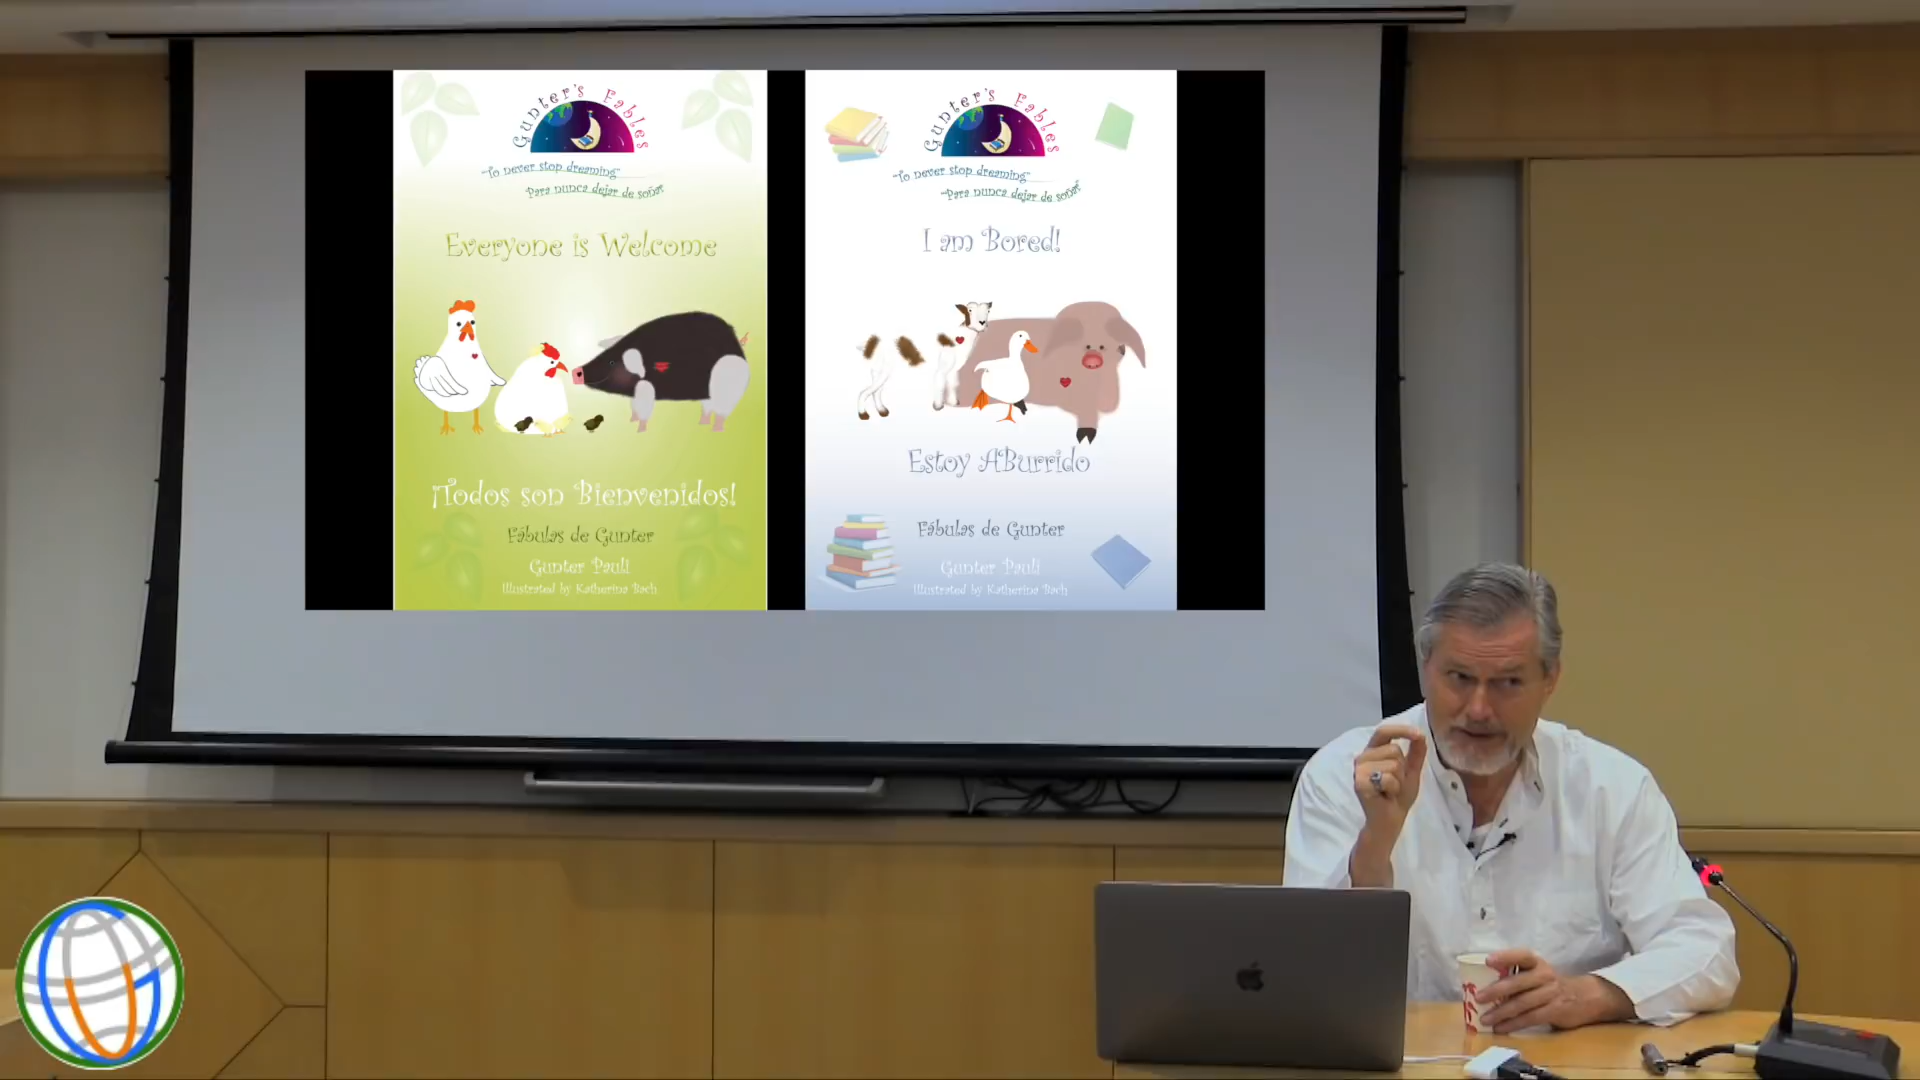 Gunter's Fables
"To never stop dreaming"
"Para nunca dejar de soñar"
Everyone is Welcome
¡Todos son Bienvenidos!
Fábulas de Gunter
Gunter Pauli
Illustrated by Katherina Bach
Gunter's Fables
"To never stop dreaming"
"Para nunca dejar de soñar"
I am Bored!
Estoy ABurrido
Fábulas de Gunter
Gunter Pauli
Illustrated by Katherina Bach